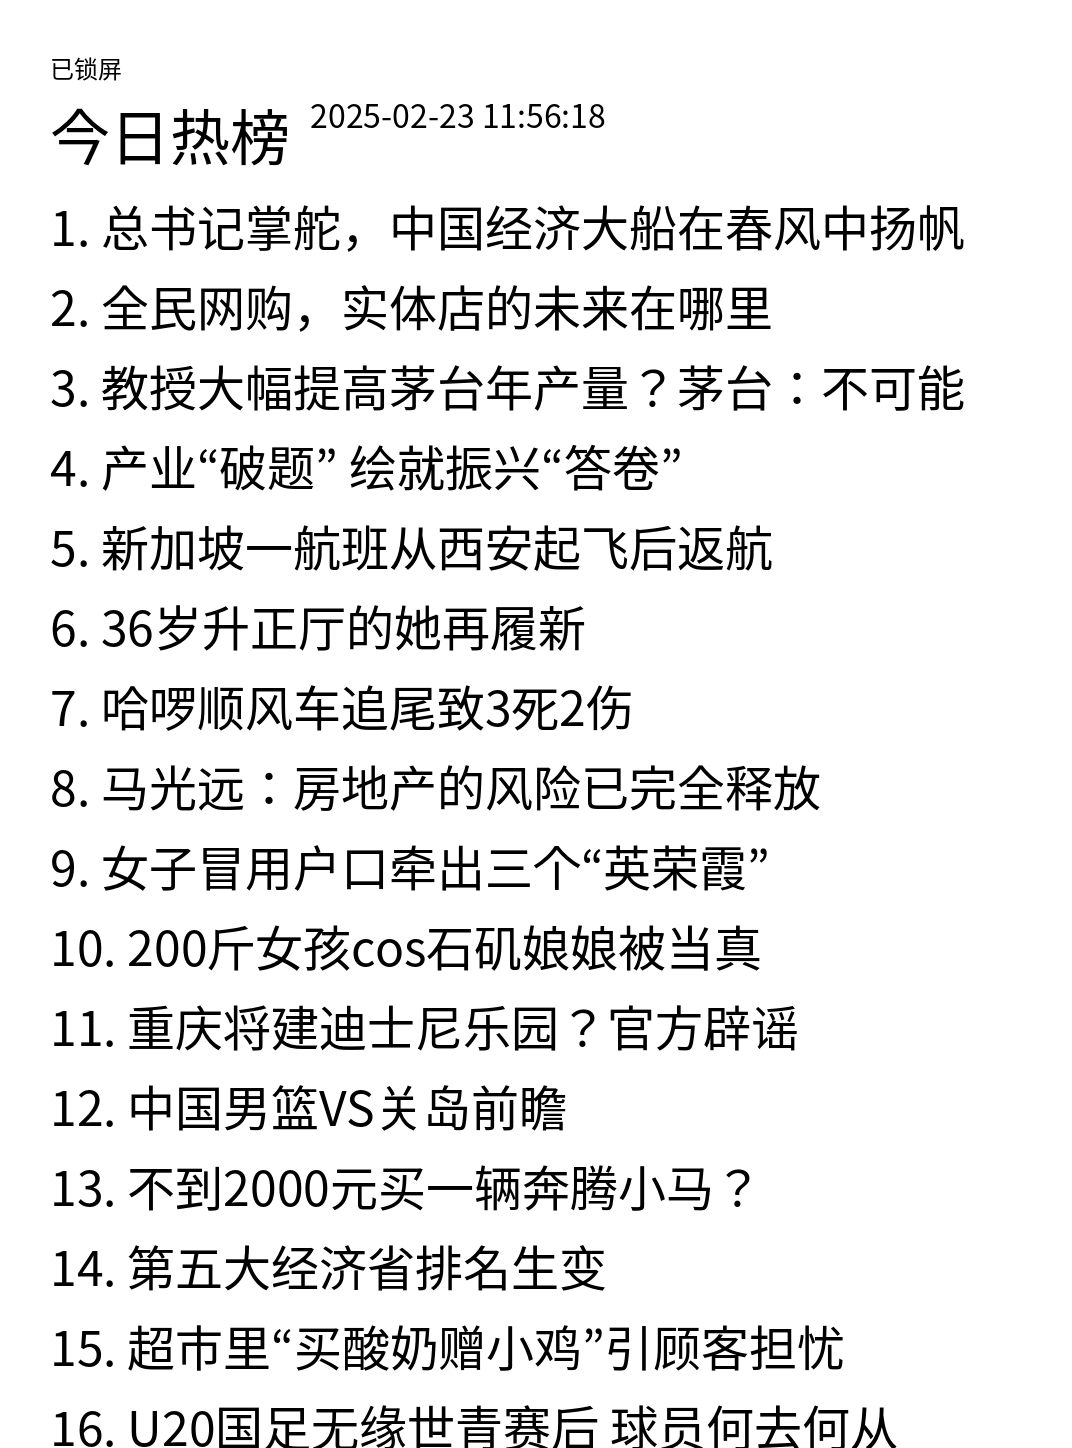 已锁屏
今日热榜 2025-02-23 11:56:18
1. 总书记掌舵，中国经济大船在春风中扬帆
2. 全民网购，实体店的未来在哪里
3. 教授大幅提高茅台年产量？茅台：不可能
4. 产业“破题” 绘就振兴“答卷”
5. 新加坡一航班从西安起飞后返航
6. 36岁升正厅的她再履新
7. 哈啰顺风车追尾致3死2伤
8. 马光远：房地产的风险已完全释放
9. 女子冒用户口牵出三个“英荣霞”
10. 200斤女孩cos石矶娘娘被当真
11. 重庆将建迪士尼乐园？官方辟谣
12. 中国男篮VS关岛前瞻
13. 不到2000元买一辆奔腾小马？
14. 第五大经济省排名生变
15. 超市里“买酸奶赠小鸡”引顾客担忧
16. U20国足无缘世青赛后 球员何去何从